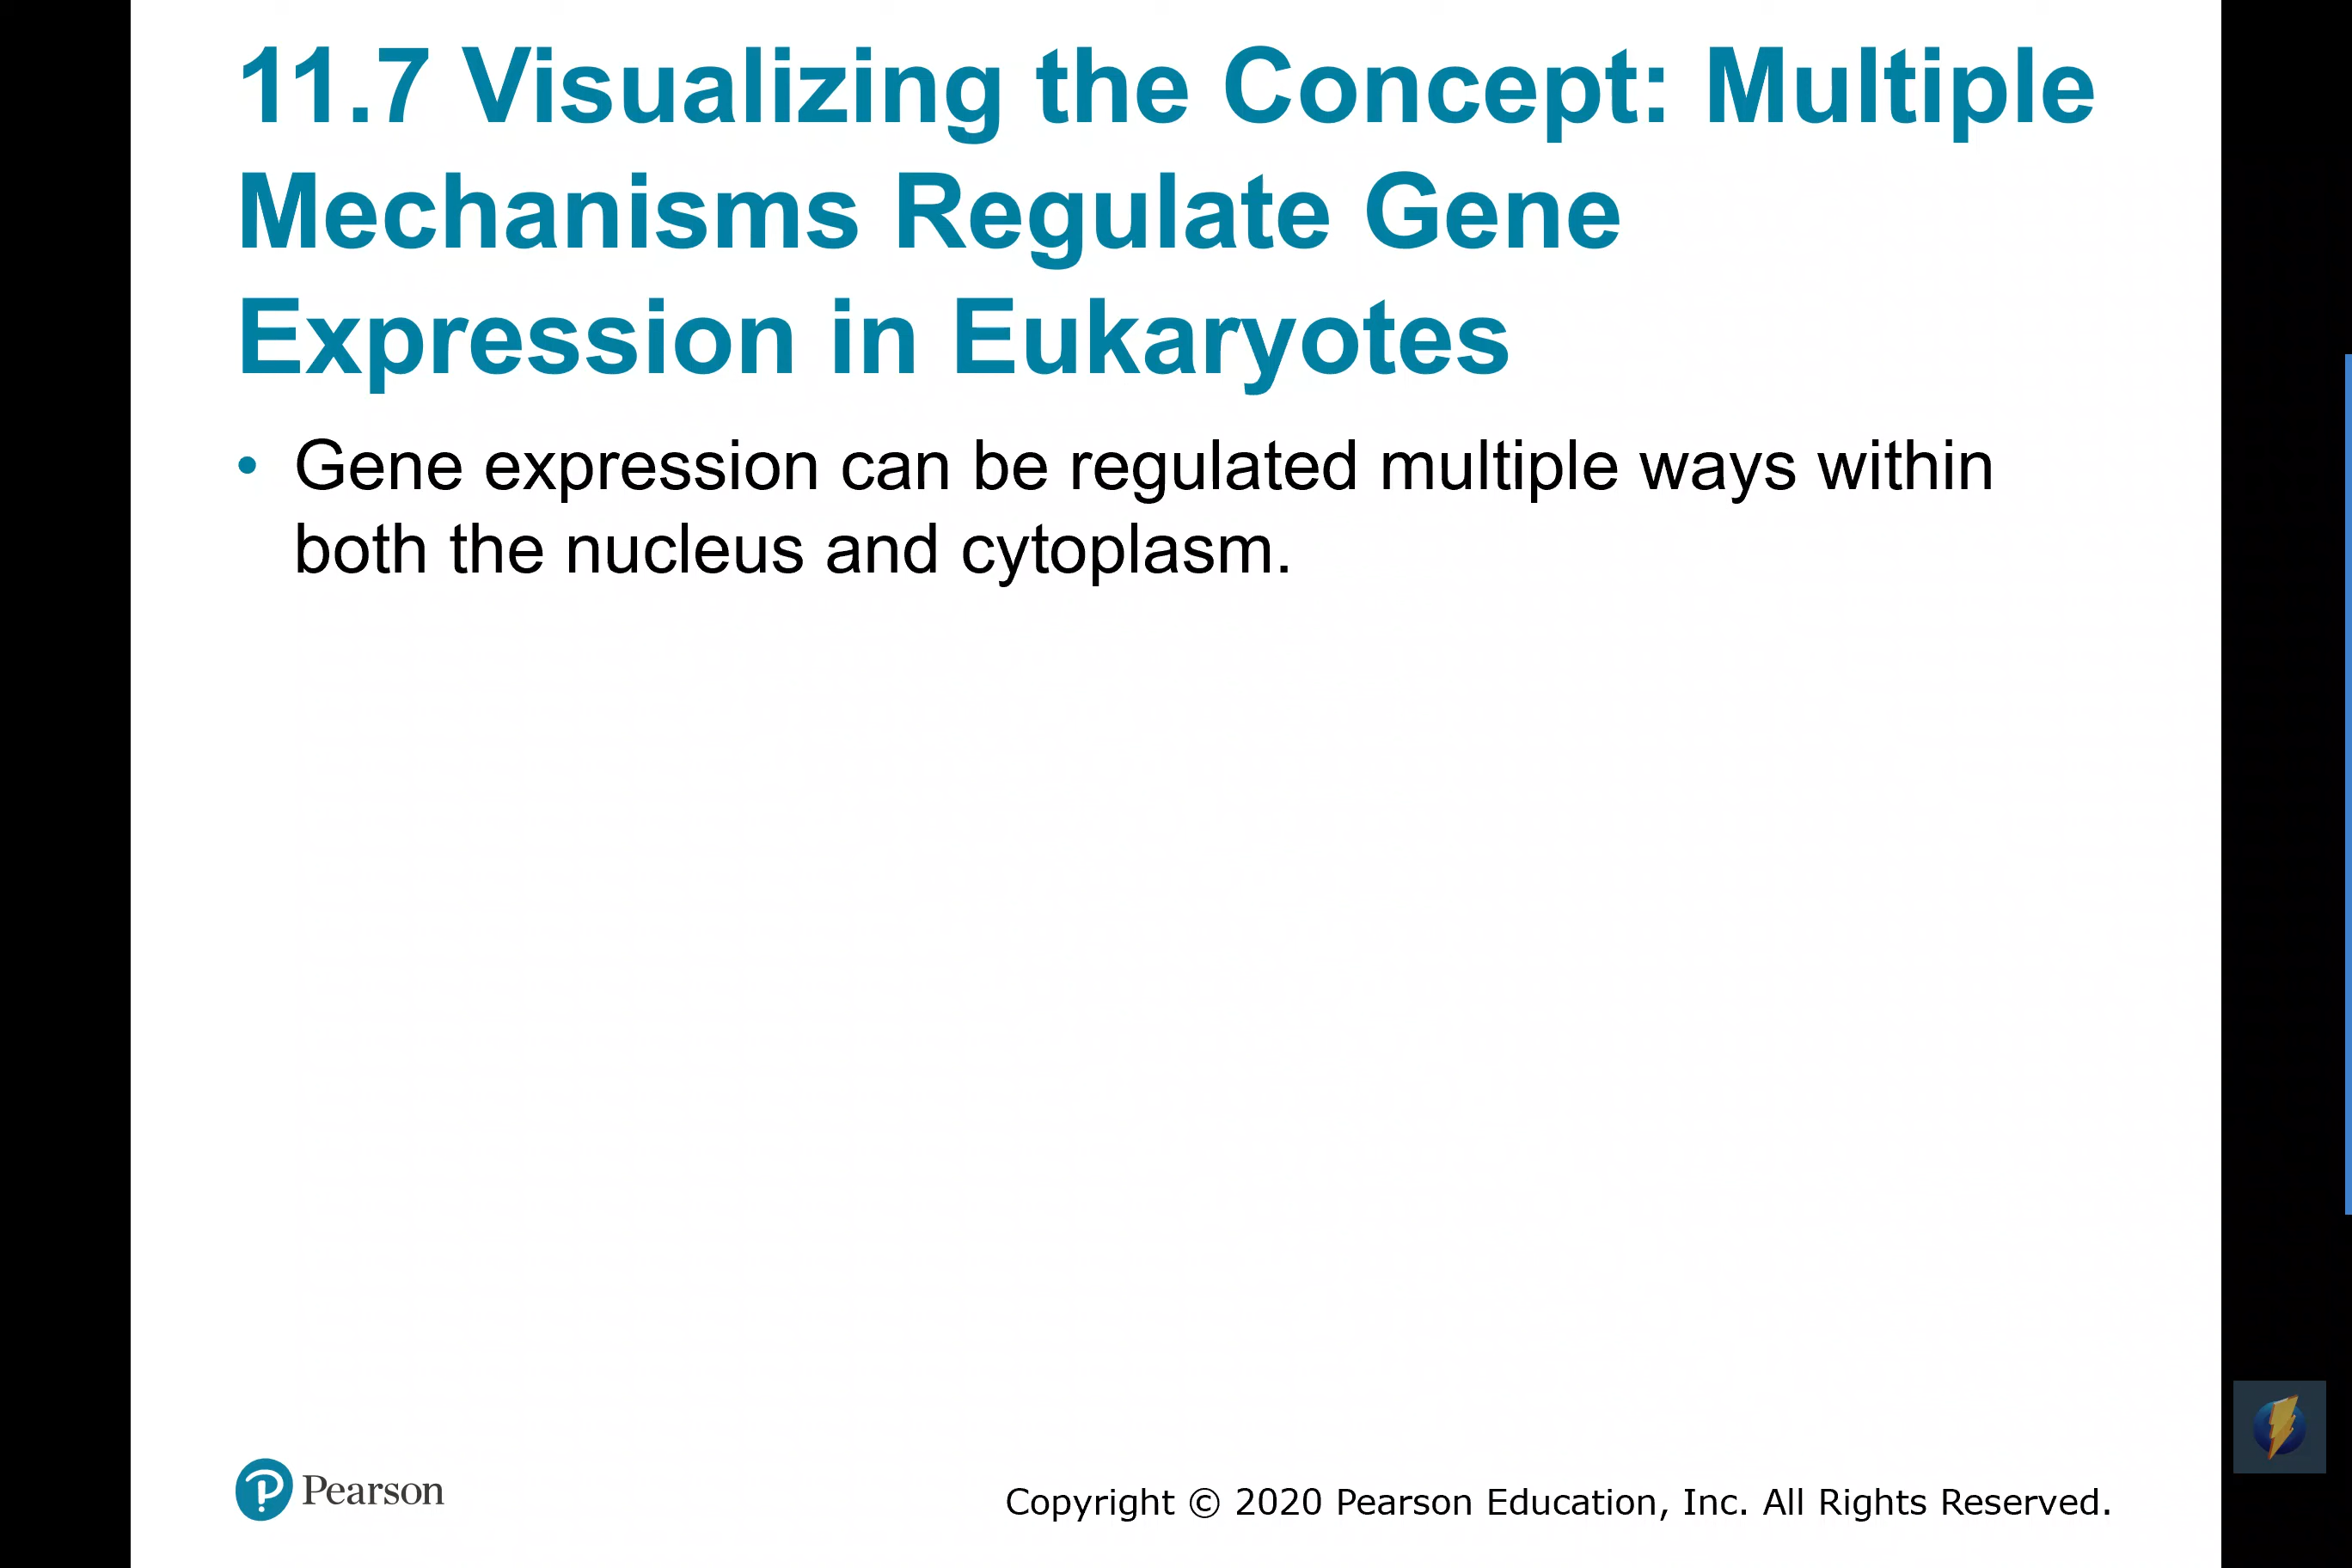 11.7 Visualizing the Concept: Multiple
Mechanisms Regulate Gene
Expression in Eukaryotes
• Gene expression can be regulated multiple ways within
both the nucleus and cytoplasm.
Pearson
Copyright © 2020 Pearson Education, Inc. All Rights Reserved.